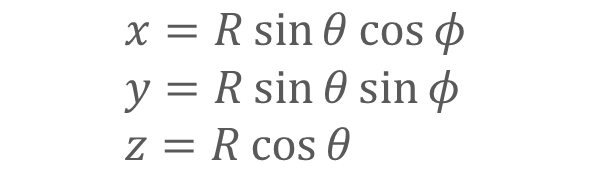 x = R sin θ cos ϕ
y = R sin θ sin ϕ
z = R cos θ